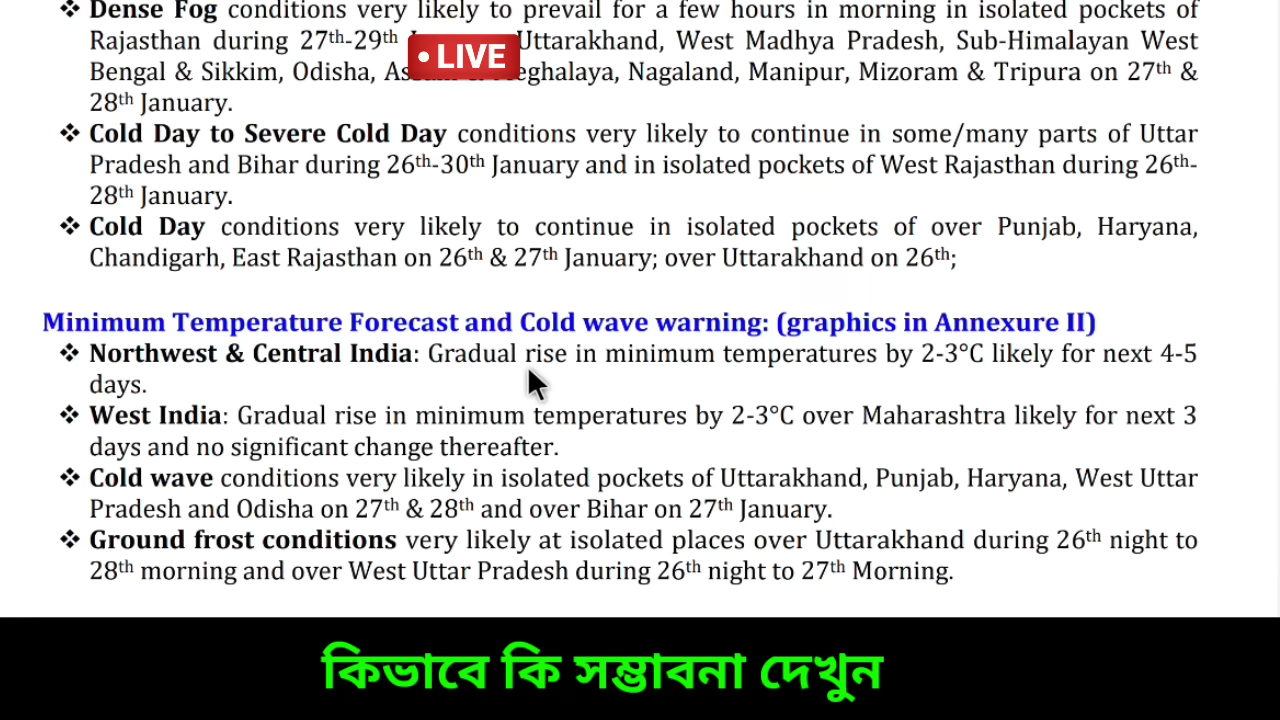 ❖ Dense Fog conditions very likely to prevail for a few hours in morning in isolated pockets of
Rajasthan during 27th-29th Uttarakhand, West Madhya Pradesh, Sub-Himalayan West
• LIVE
Bengal & Sikkim, Odisha, Meghalaya, Nagaland, Manipur, Mizoram & Tripura on 27th &
28th January.
❖ Cold Day to Severe Cold Day conditions very likely to continue in some/many parts of Uttar
Pradesh and Bihar during 26th-30th January and in isolated pockets of West Rajasthan during 26th-
28th January.
❖ Cold Day conditions very likely to continue in isolated pockets of over Punjab, Haryana,
Chandigarh, East Rajasthan on 26th & 27th January; over Uttarakhand on 26th;
Minimum Temperature Forecast and Cold wave warning: (graphics in Annexure II)
❖ Northwest & Central India: Gradual rise in minimum temperatures by 2-3°C likely for next 4-5
days.
❖ West India: Gradual rise in minimum temperatures by 2-3°C over Maharashtra likely for next 3
days and no significant change thereafter.
❖ Cold wave conditions very likely in isolated pockets of Uttarakhand, Punjab, Haryana, West Uttar
Pradesh and Odisha on 27th & 28th and over Bihar on 27th January.
❖ Ground frost conditions very likely at isolated places over Uttarakhand during 26th night to
28th morning and over West Uttar Pradesh during 26th night to 27th Morning.
কিভাবে কি সম্ভাবনা দেখুন